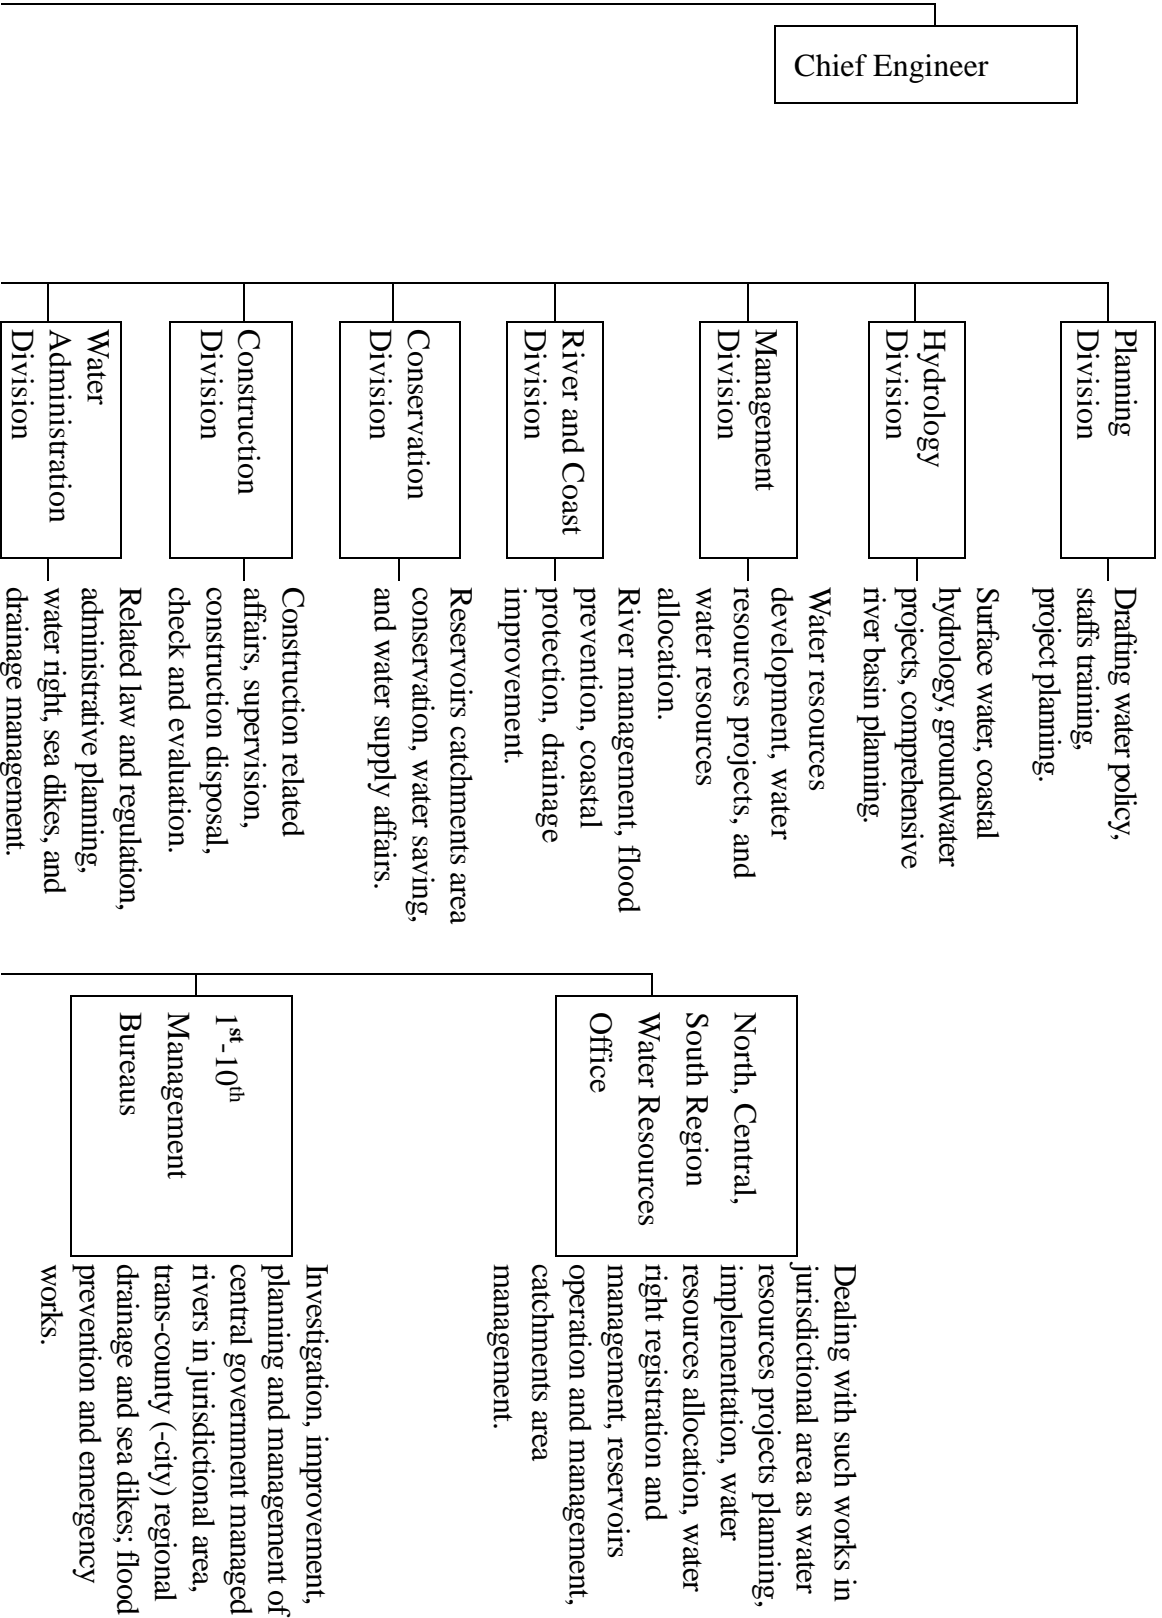 Chief Engineer
Planning
Division
Drafting water policy,
staffs training,
project planning.
Hydrology
Division
Surface water, coastal
hydrology, groundwater
projects, comprehensive
river basin planning.
Management
Division
Water resources
development, water
resources projects, and
water resources
allocation.
River and Coast
Division
River management, flood
prevention, coastal
protection, drainage
improvement.
Conservation
Division
Reservoirs catchments area
conservation, water saving,
and water supply affairs.
Construction
Division
Construction related
affairs, supervision,
construction disposal,
check and evaluation.
Water
Administration
Division
Related law and regulation,
administrative planning,
water right, sea dikes, and
drainage management.
North, Central,
South Region
Water Resources
Office
Dealing with such works in
jurisdictional area as water
resources projects planning,
implementation, water
resources allocation, water
right registration and
management, reservoirs
operation and management,
catchments area
management.
1st-10th
Management
Bureaus
Investigation, improvement,
planning and management of
central government managed
rivers in jurisdictional area,
trans-county (-city) regional
drainage and sea dikes; flood
prevention and emergency
works.